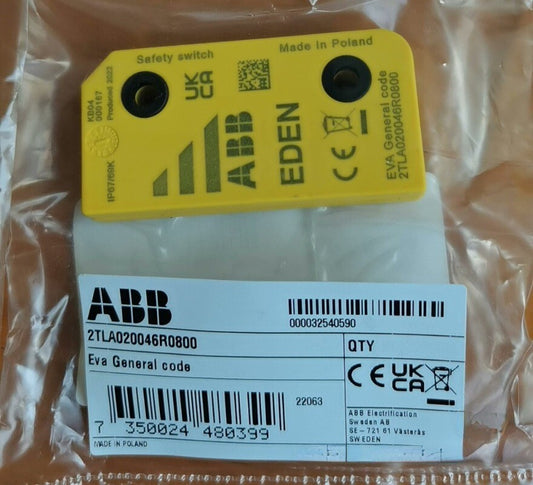 Safety switch
Made in Poland
KB04
000167
Produced 2022
UK
CA
IP67/69K
ABB
EDEN
CE
EVA General code
2TLA020046R0800
ABB
000032540590
2TLA020046R0800
QTY
Eva General code
CE UK
CA
22063
7 350024 480399
ABB Electrification
Sweden AB
SE - 721 61 Västerås
SWEDEN
MADE IN POLAND